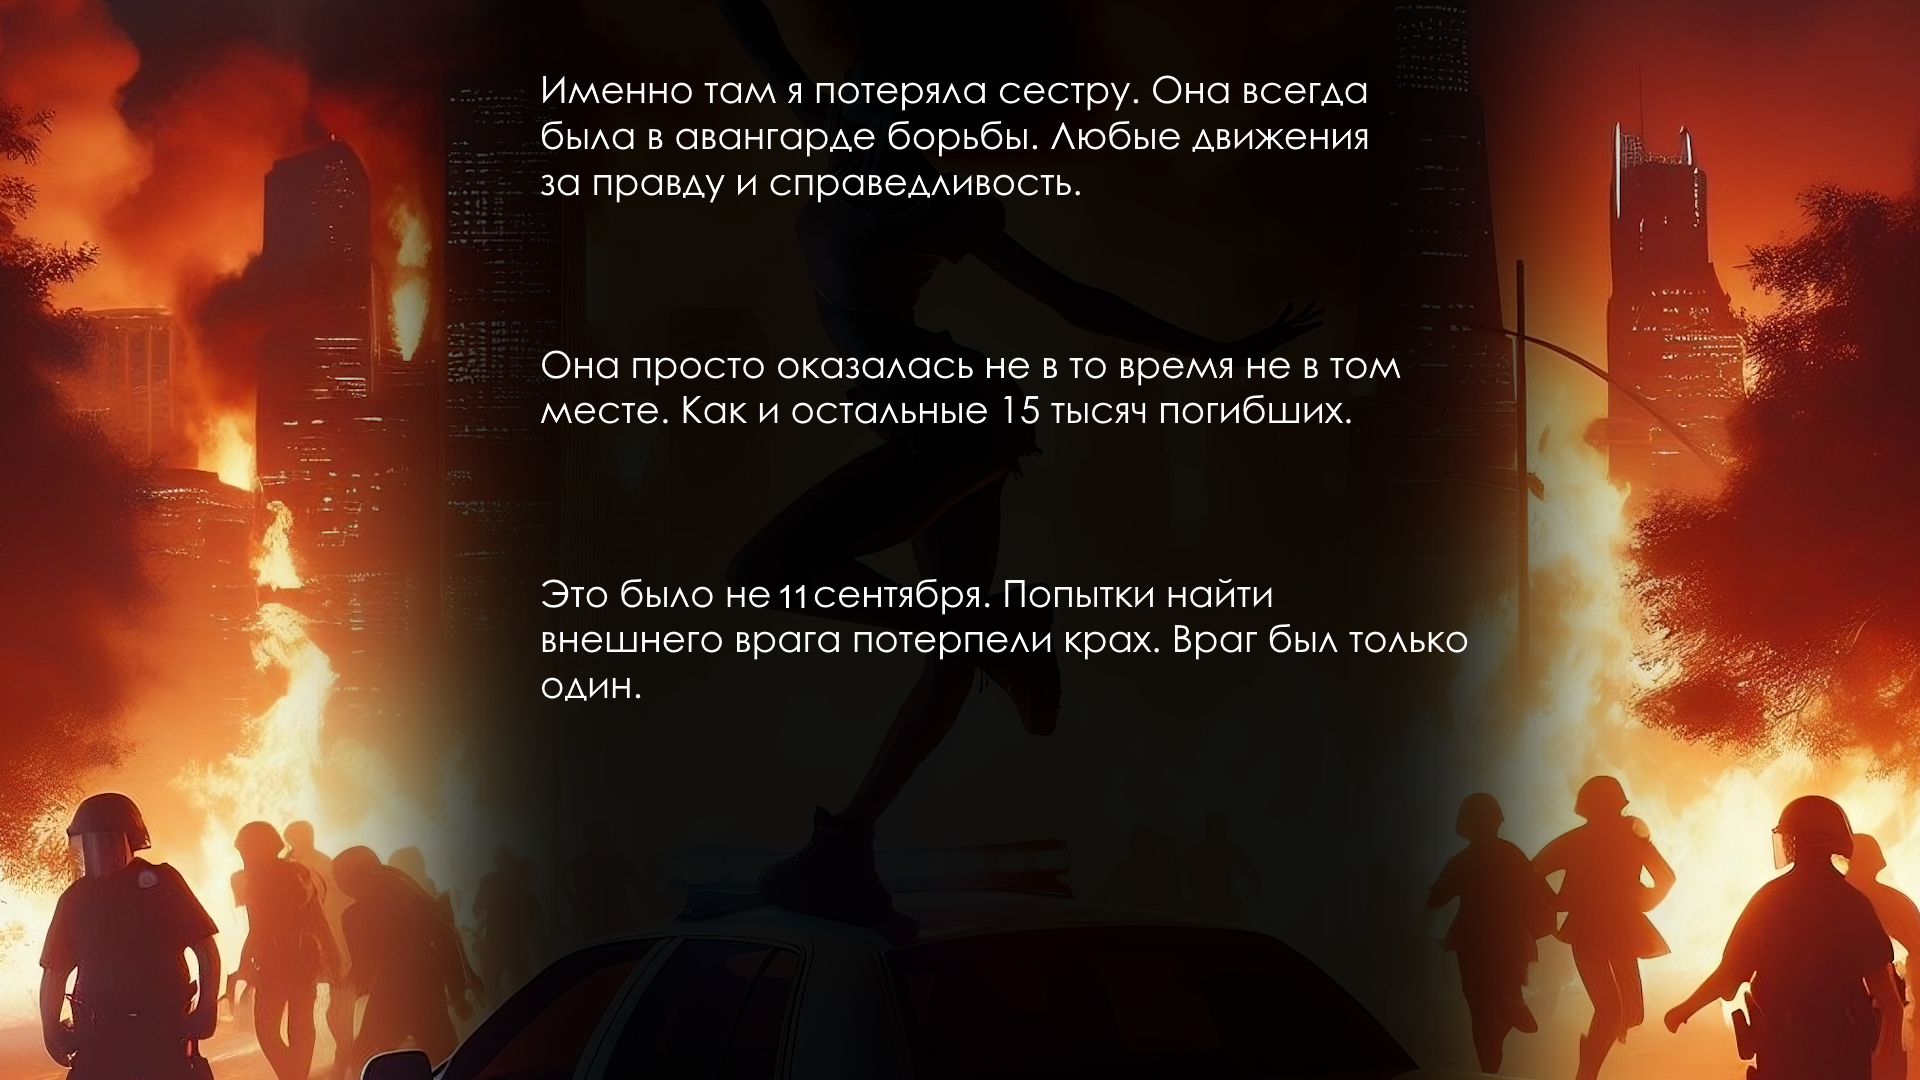 Именно там я потеряла сестру. Она всегда
была в авангарде борьбы. Любые движения
за правду и справедливость.
Она просто оказалась не в то время не в том
месте. Как и остальные 15 тысяч погибших.
Это было не 11 сентября. Попытки найти
внешнего врага потерпели крах. Враг был только
один.